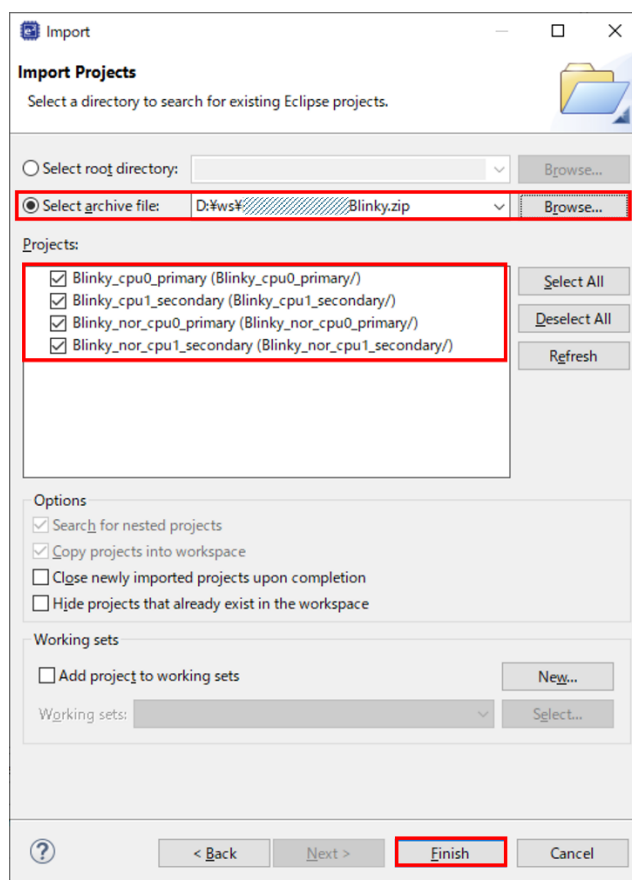 Import
Import Projects
Select a directory to search for existing Eclipse projects.
Select root directory:
Browse...
Select archive file: D:¥ws¥ Blinky.zip
Browse...
Projects:
Blinky_cpu0_primary (Blinky_cpu0_primary/)
Blinky_cpu1_secondary (Blinky_cpu1_secondary/)
Blinky_nor_cpu0_primary (Blinky_nor_cpu0_primary/)
Blinky_nor_cpu1_secondary (Blinky_nor_cpu1_secondary/)
Select All
Deselect All
Refresh
Options
Search for nested projects
Copy projects into workspace
Close newly imported projects upon completion
Hide projects that already exist in the workspace
Working sets
Add project to working sets
New...
Working sets:
Select...
?
< Back
Next >
Finish
Cancel